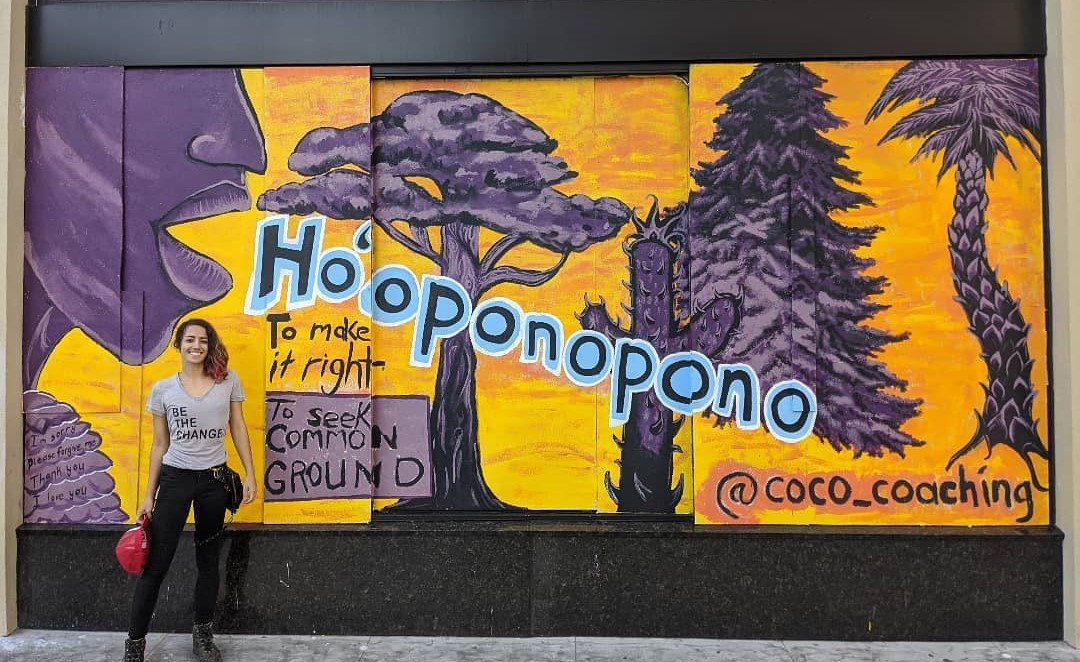 Ho'oponopono
To make
it right
To seek
COMMON
GROUND
I'm sorry
please forgive me
Thank you
I love you
BE
THE
CHANGE
@coco_coaching